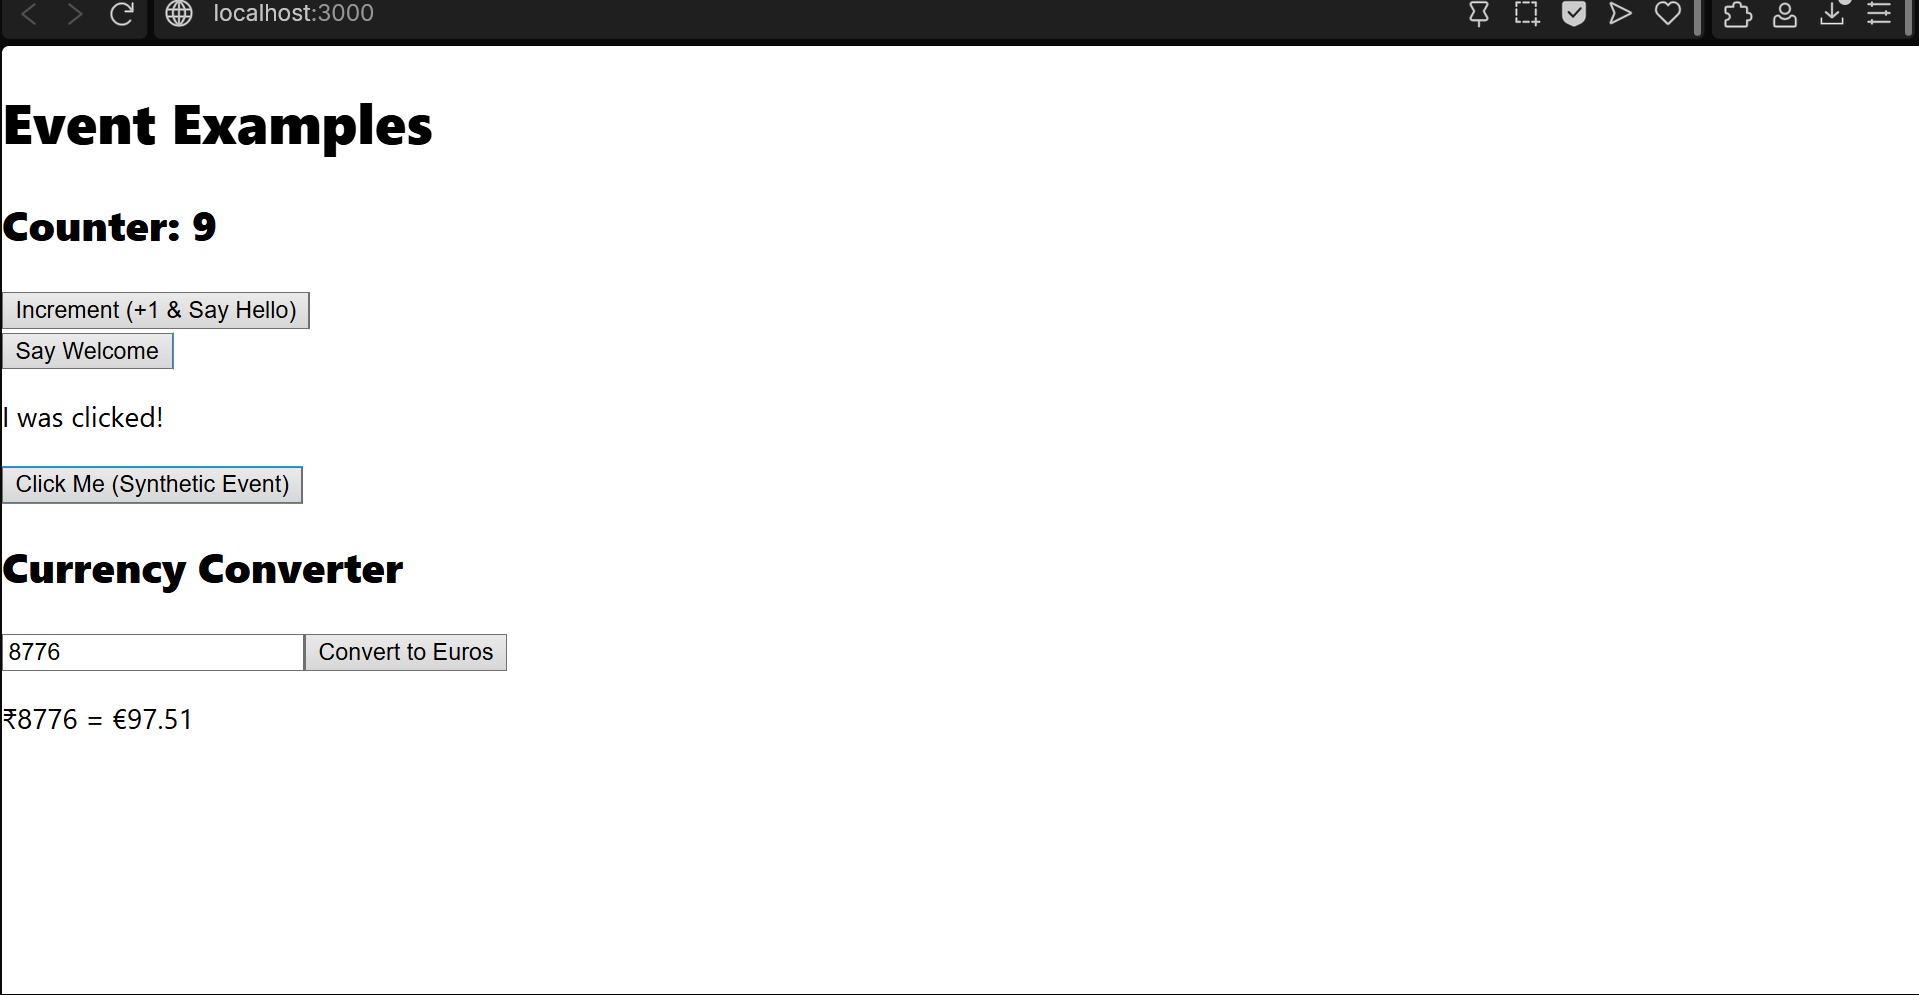 localhost:3000
Event Examples
Counter: 9
Increment (+1 & Say Hello)
Say Welcome
I was clicked!
Click Me (Synthetic Event)
Currency Converter
8776 Convert to Euros
₹8776 = €97.51